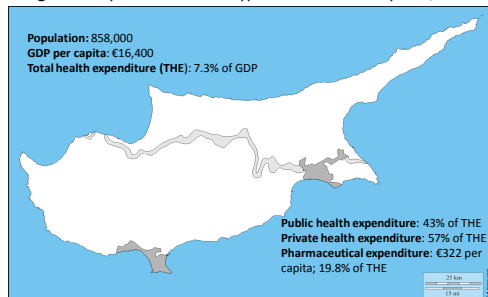 Population: 858,000
GDP per capita: €16,400
Total health expenditure (THE): 7.3% of GDP
Public health expenditure: 43% of THE
Private health expenditure: 57% of THE
Pharmaceutical expenditure: €322 per
capita; 19.8% of THE
25 km
15 mi